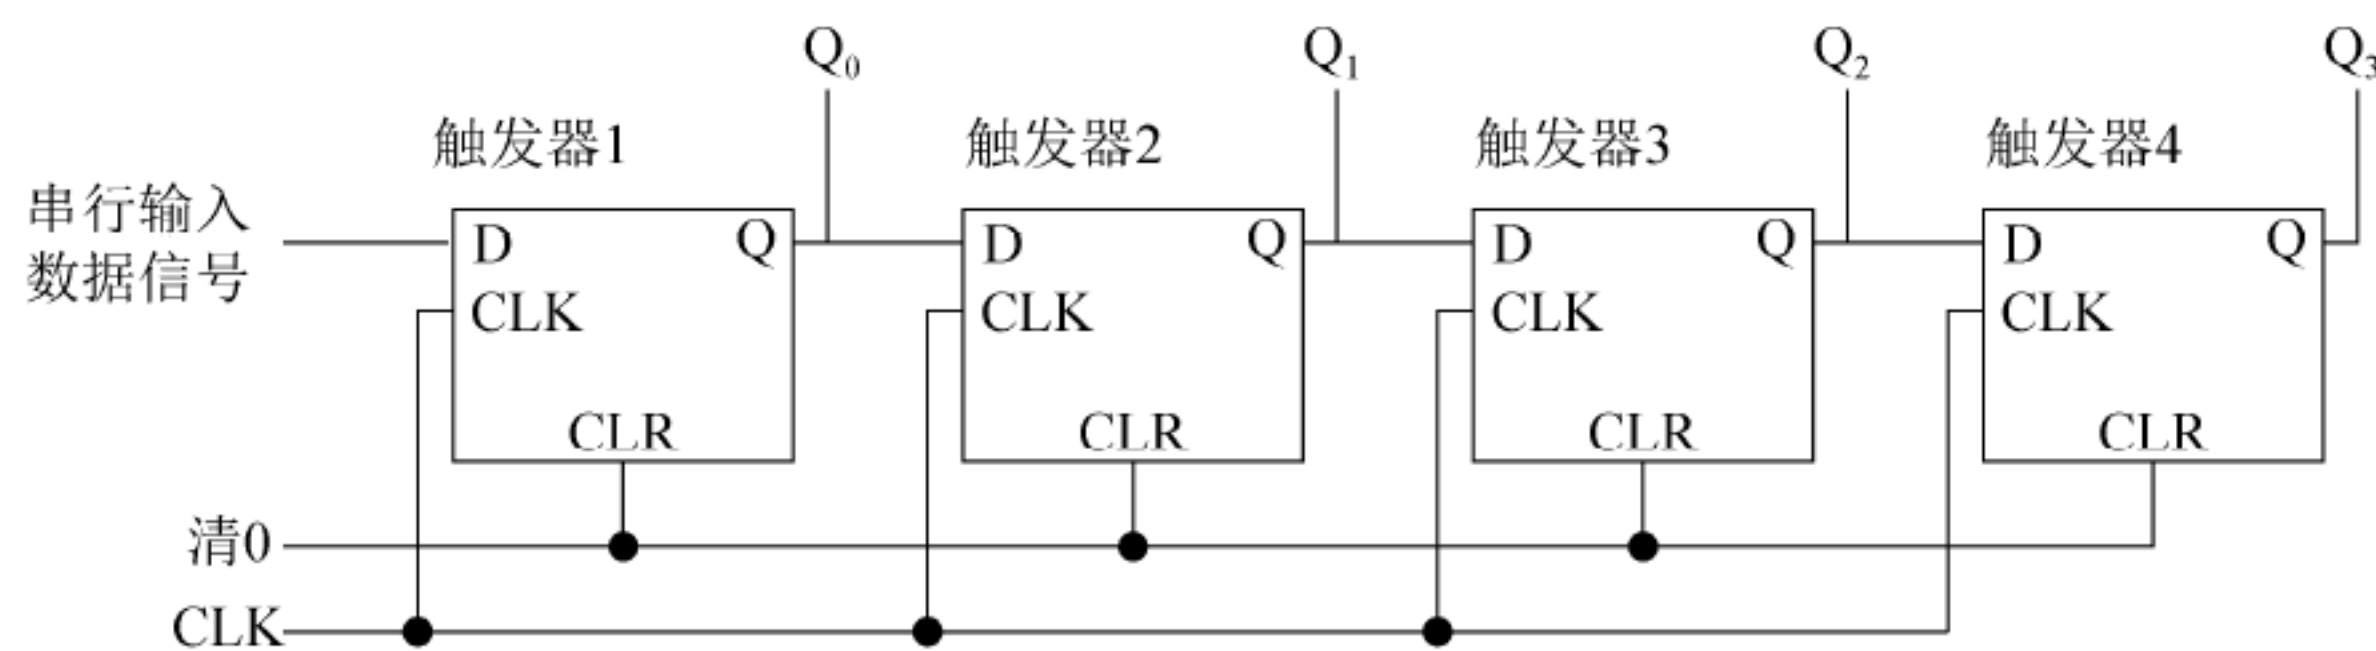 Q0 Q1 Q2 Q3
触发器1 触发器2 触发器3 触发器4
串行输入
数据信号
D Q D Q D Q D Q
CLK CLK CLK CLK
CLR CLR CLR CLR
清0
CLK